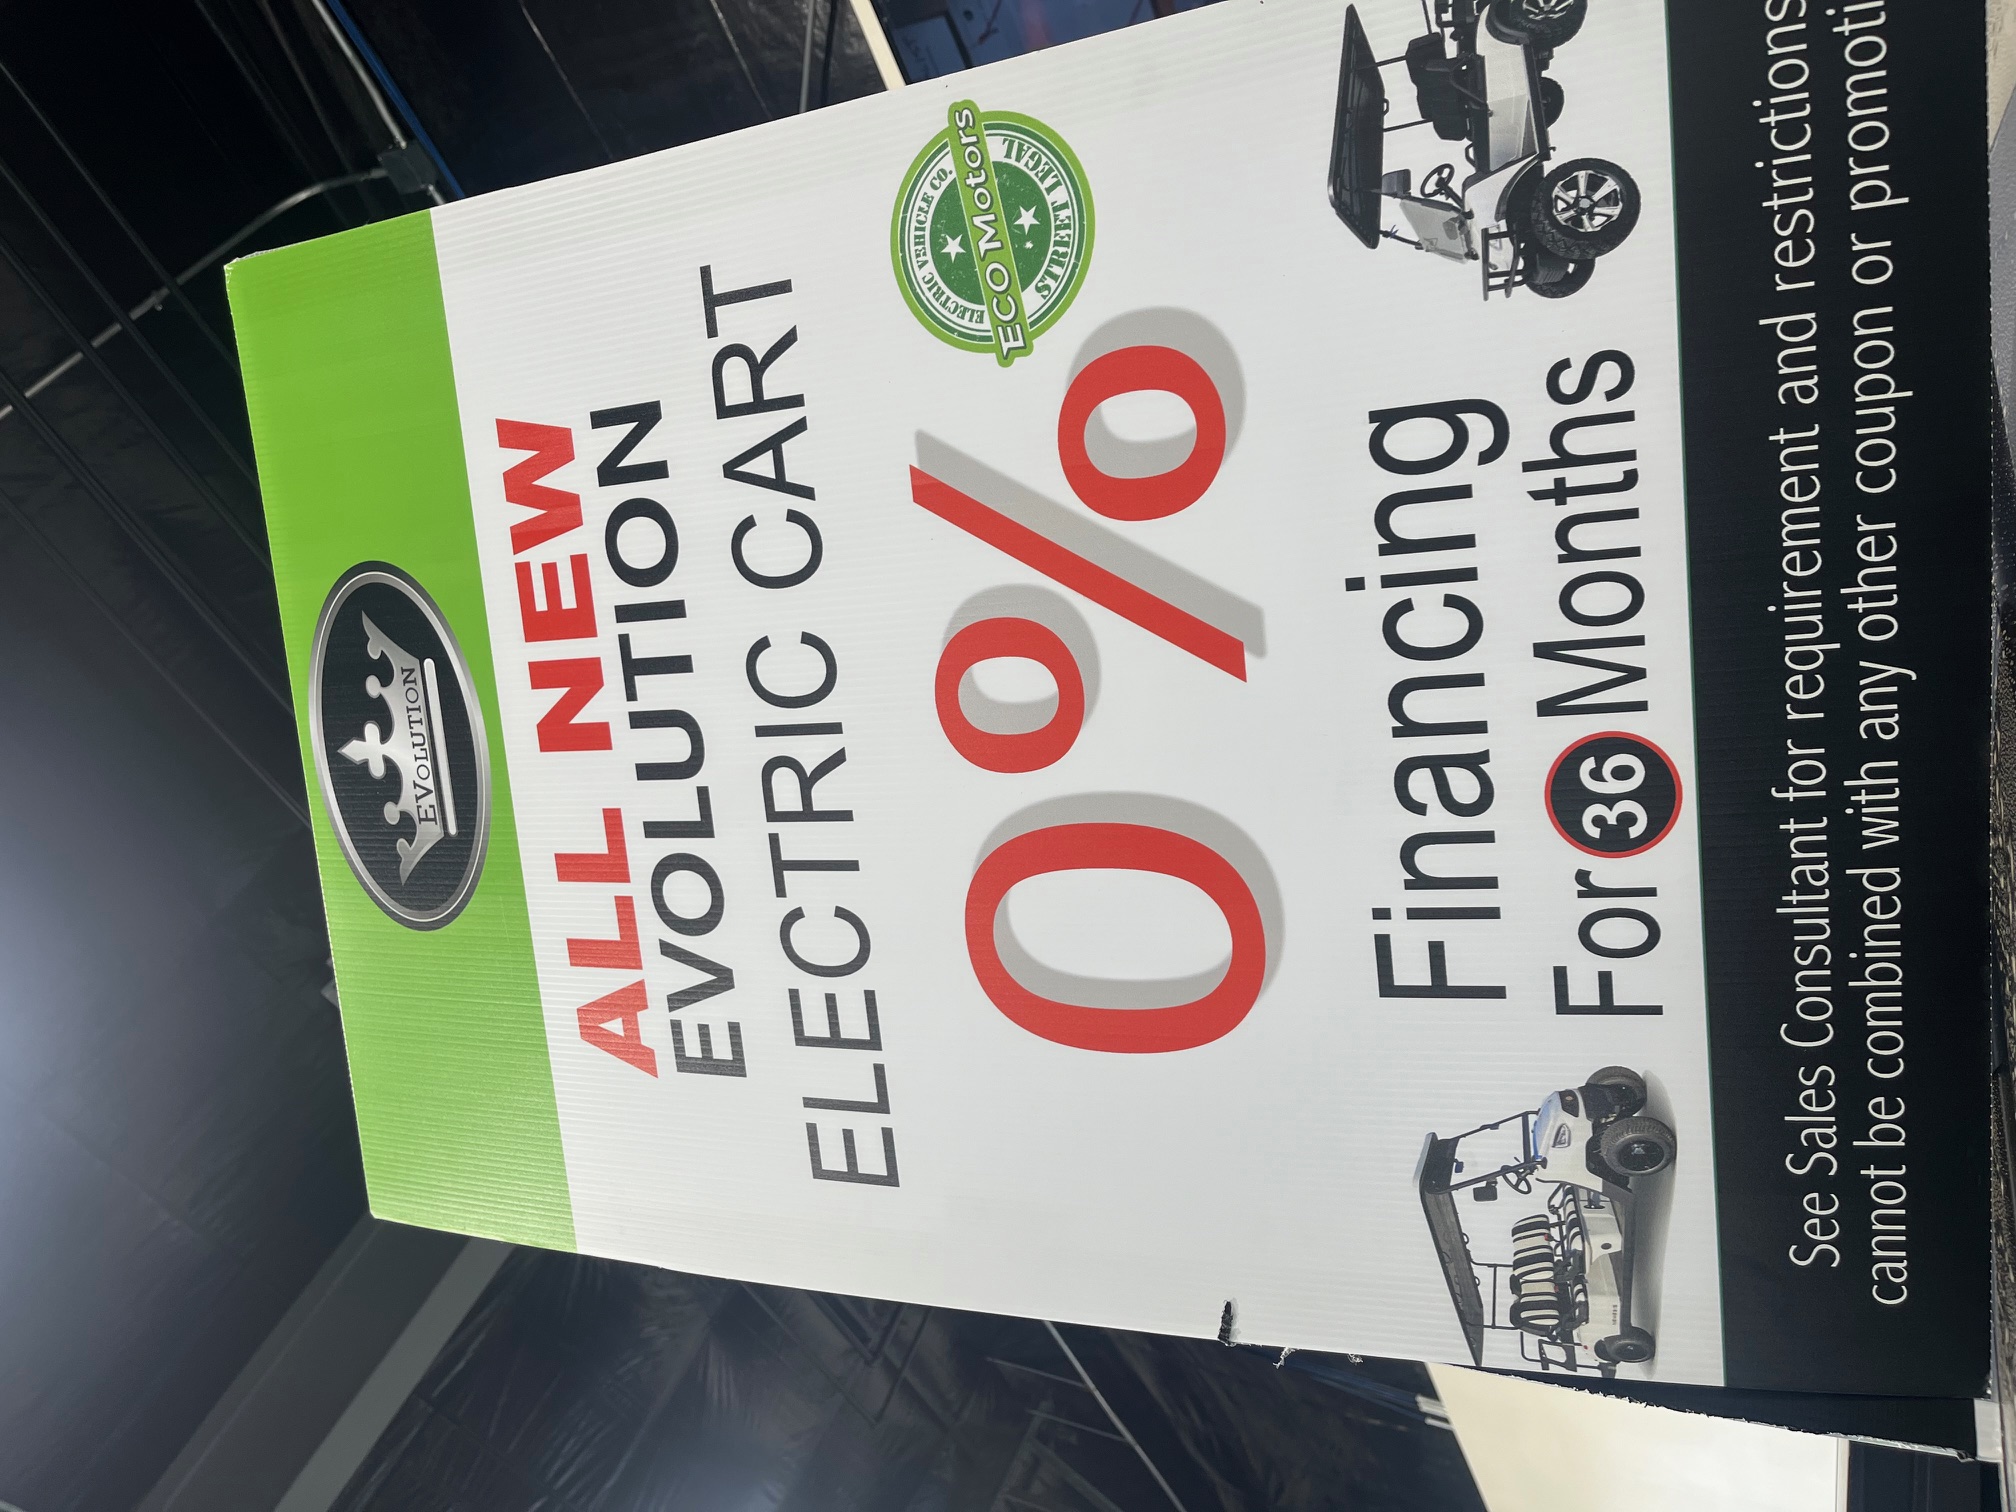 EVOLUTION
ALL NEW
EVOLUTION
ELECTRIC CART
0%
ELECTRIC VEHICLE CO.
ECO Motors
STREET LEGAL
Financing
For 36 Months
See Sales Consultant for requirement and restrictions
cannot be combined with any other coupon or promoti